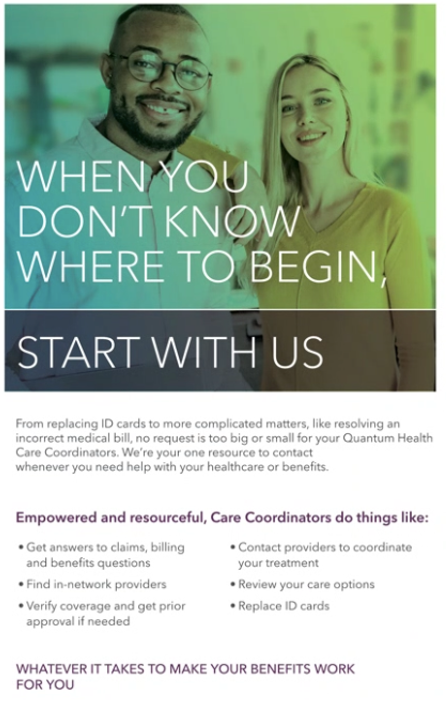 WHEN YOU
DON'T KNOW
WHERE TO BEGIN,
START WITH US
From replacing ID cards to more complicated matters, like resolving an
incorrect medical bill, no request is too big or small for your Quantum Health
Care Coordinators. We're your one resource to contact
whenever you need help with your healthcare or benefits.
Empowered and resourceful, Care Coordinators do things like:
• Get answers to claims, billing
and benefits questions
• Find in-network providers
• Verify coverage and get prior
approval if needed
• Contact providers to coordinate
your treatment
• Review your care options
• Replace ID cards
WHATEVER IT TAKES TO MAKE YOUR BENEFITS WORK
FOR YOU